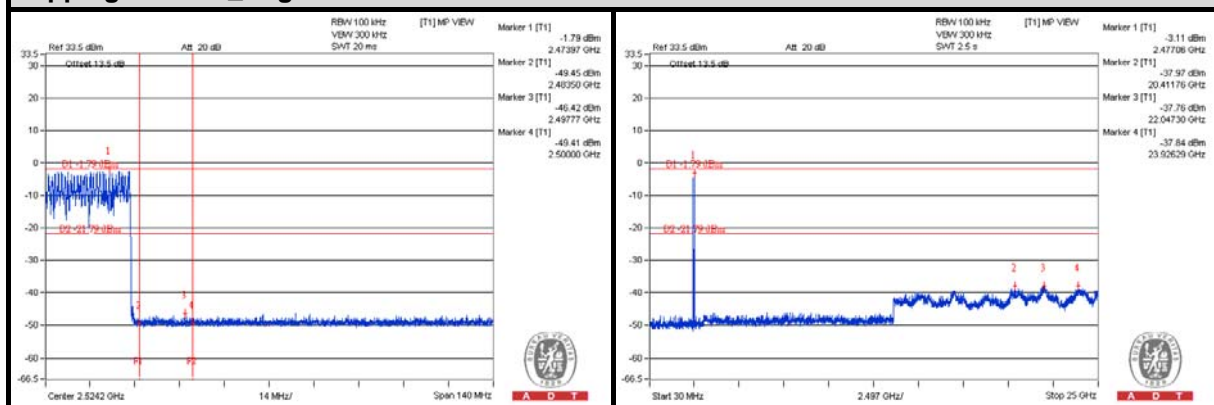 RBW 100 kHz
VBW 300 kHz
SWT 20 ms
[T1] MP VIEW
Ref 33.5 dBm
Att 20 dB
Offset 13.5 dB
Marker 1 [T1]
-1.79 dBm
2.47397 GHz
Marker 2 [T1]
-49.45 dBm
2.48350 GHz
Marker 3 [T1]
-46.42 dBm
2.49777 GHz
Marker 4 [T1]
-49.41 dBm
2.50000 GHz
33.5
30
20
10
0
-10
-20
-30
-40
-50
-60
-66.5
1
D1 -1.79 dBm
D2 -21.79 dBm
2
3
4
F1
F2
Center 2.5242 GHz
14 MHz/
Span 140 MHz
BUREAU VERITAS
1828
A D T
RBW 100 kHz
VBW 300 kHz
SWT 2.5 s
[T1] MP VIEW
Ref 33.5 dBm
Att 20 dB
Offset 13.5 dB
Marker 1 [T1]
-3.11 dBm
2.47706 GHz
Marker 2 [T1]
-37.97 dBm
20.41176 GHz
Marker 3 [T1]
-37.76 dBm
22.04730 GHz
Marker 4 [T1]
-37.84 dBm
23.92629 GHz
33.5
30
20
10
0
-10
-20
-30
-40
-50
-60
-66.5
1
D1 -1.79 dBm
D2 -21.79 dBm
2
3
4
Start 30 MHz
2.497 GHz/
Stop 25 GHz
BUREAU VERITAS
1828
A D T